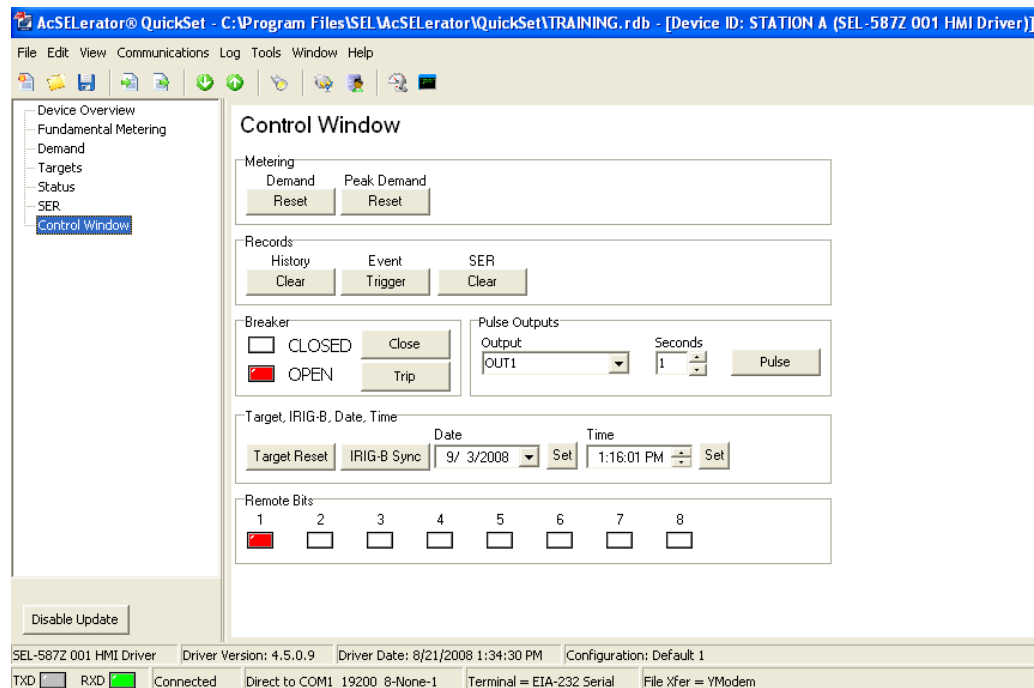 AcSELerator® QuickSet - C:\Program Files\SEL\AcSELerator\QuickSet\TRAINING.rdb - [Device ID: STATION A (SEL-587Z 001 HMI Driver)]
File Edit View Communications Log Tools Window Help
Device Overview
Fundamental Metering
Demand
Targets
Status
SER
Control Window
Control Window
Metering
Demand Peak Demand
Reset Reset
Records
History Event SER
Clear Trigger Clear
Breaker
CLOSED Close
OPEN Trip
Pulse Outputs
Output Seconds
OUT1 1 Pulse
Target, IRIG-B, Date, Time
Date Time
Target Reset IRIG-B Sync 9/ 3/2008 Set 1:16:01 PM Set
Remote Bits
1 2 3 4 5 6 7 8
Disable Update
SEL-587Z 001 HMI Driver Driver Version: 4.5.0.9 Driver Date: 8/21/2008 1:34:30 PM Configuration: Default 1
TXD RXD Connected Direct to COM1 19200 8-None-1 Terminal = EIA-232 Serial File Xfer = YModem